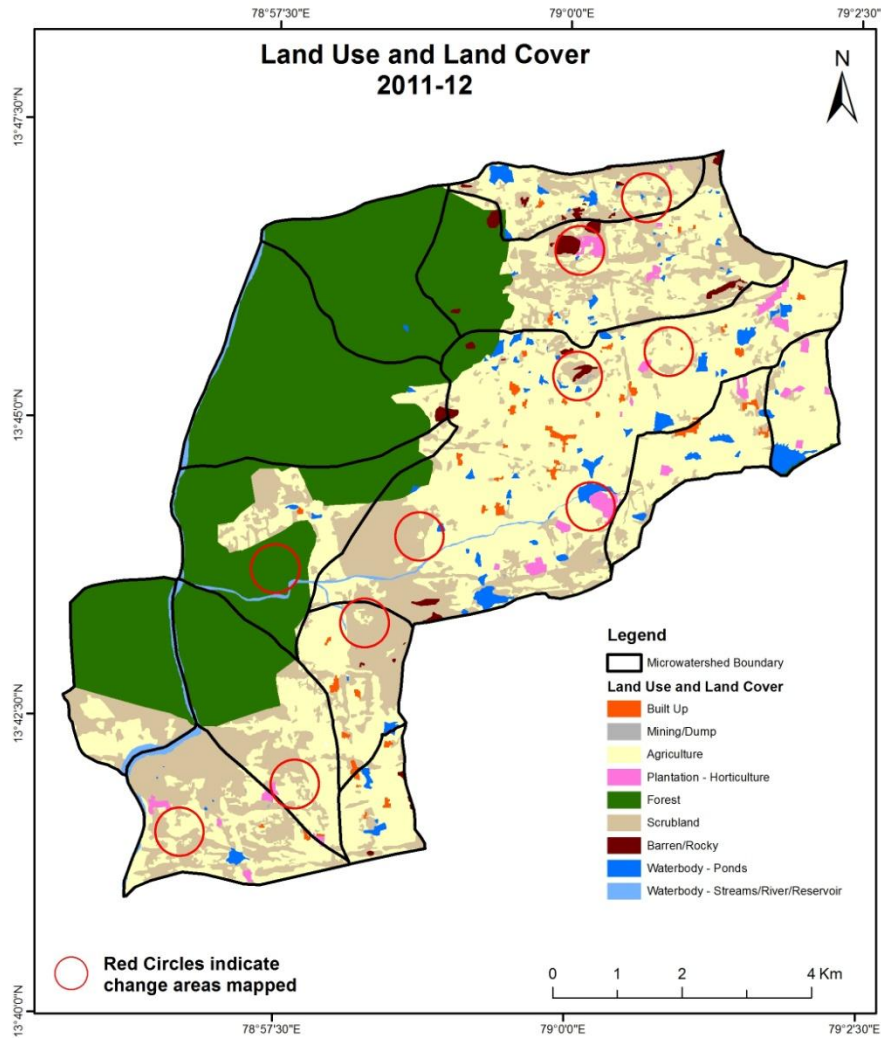 78°57'30"E
79°0'0"E
79°2'30"E
Land Use and Land Cover
2011-12
N
13°47'30"N
13°45'0"N
13°42'30"N
13°40'0"N
Legend
Microwatershed Boundary
Land Use and Land Cover
Built Up
Mining/Dump
Agriculture
Plantation - Horticulture
Forest
Scrubland
Barren/Rocky
Waterbody - Ponds
Waterbody - Streams/River/Reservoir
Red Circles indicate
change areas mapped
0 1 2 4 Km
78°57'30"E
79°0'0"E
79°2'30"E